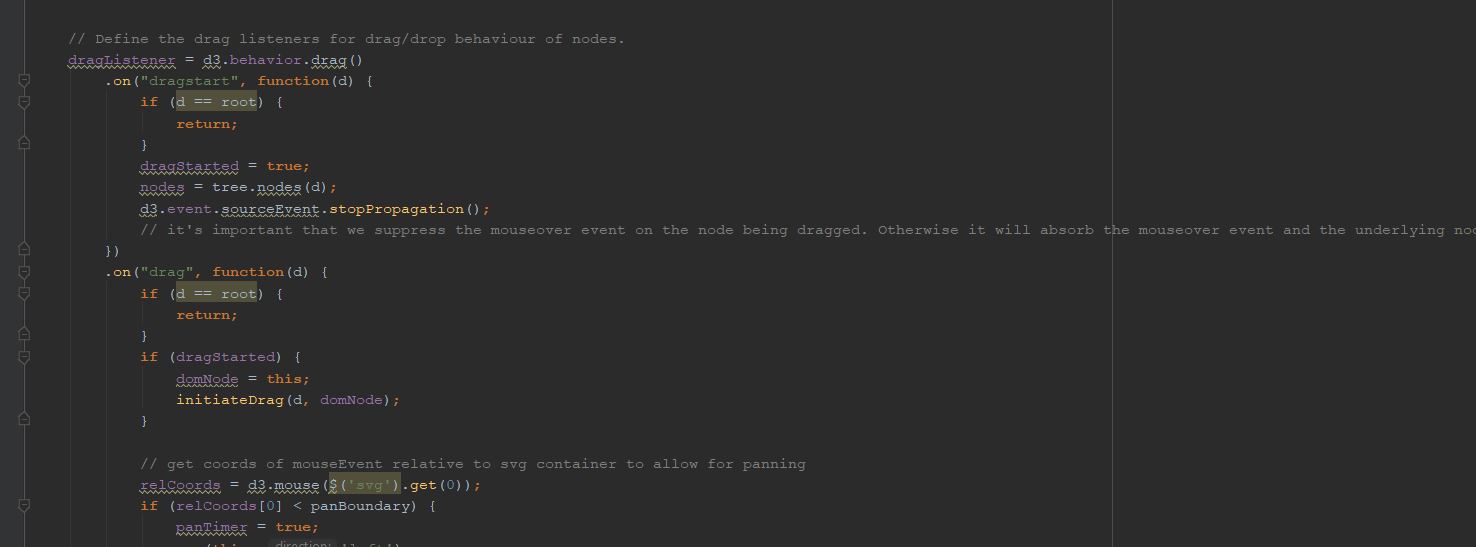 // Define the drag listeners for drag/drop behaviour of nodes.
dragListener = d3.behavior.drag()
.on("dragstart", function(d) {
if (d == root) {
return;
}
dragStarted = true;
nodes = tree.nodes(d);
d3.event.sourceEvent.stopPropagation();
// it's important that we suppress the mouseover event on the node being dragged. Otherwise it will absorb the mouseover event and the underlying
})
.on("drag", function(d) {
if (d == root) {
return;
}
if (dragStarted) {
domNode = this;
initiateDrag(d, domNode);
}
// get coords of mouseEvent relative to svg container to allow for panning
relCoords = d3.mouse($('svg').get(0));
if (relCoords[0] < panBoundary) {
panTimer = true;